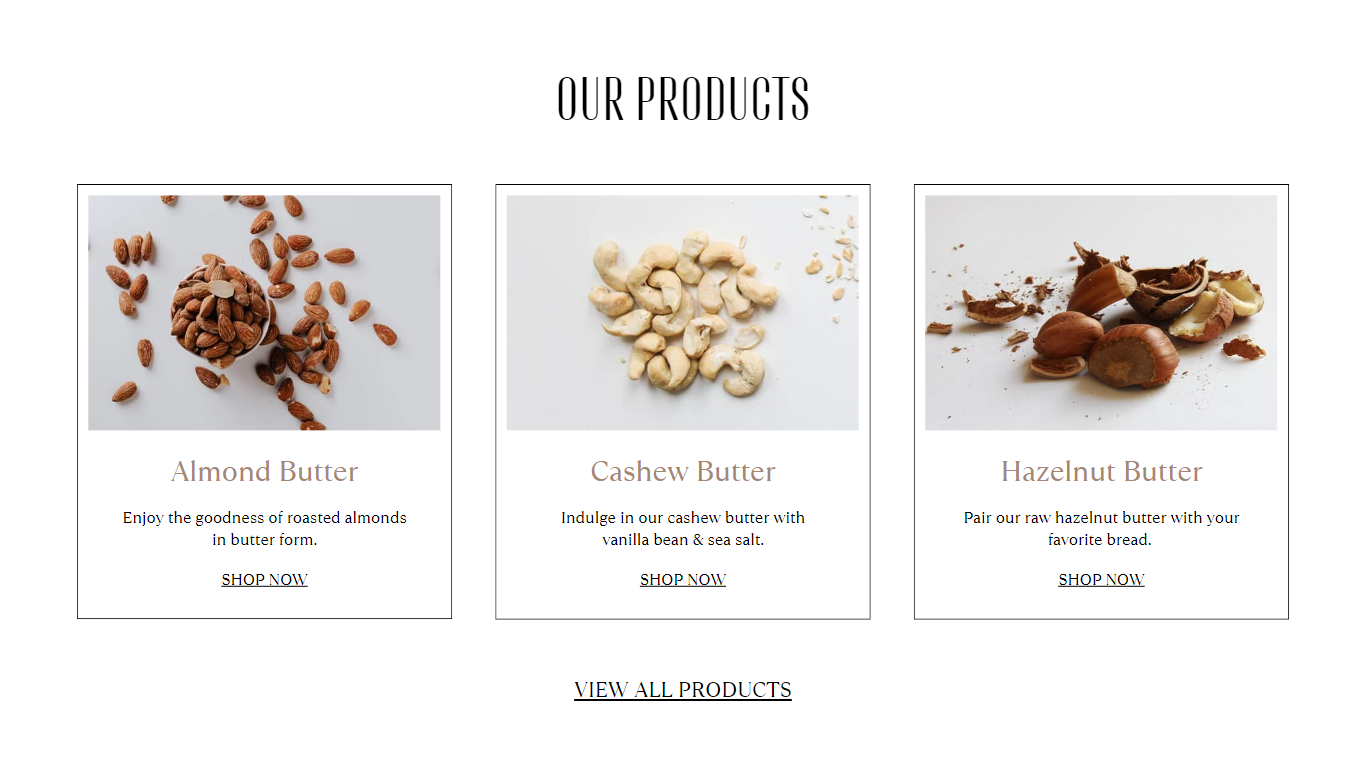 OUR PRODUCTS
Almond Butter
Enjoy the goodness of roasted almonds
in butter form.
SHOP NOW
Cashew Butter
Indulge in our cashew butter with
vanilla bean & sea salt.
SHOP NOW
Hazelnut Butter
Pair our raw hazelnut butter with your
favorite bread.
SHOP NOW
VIEW ALL PRODUCTS